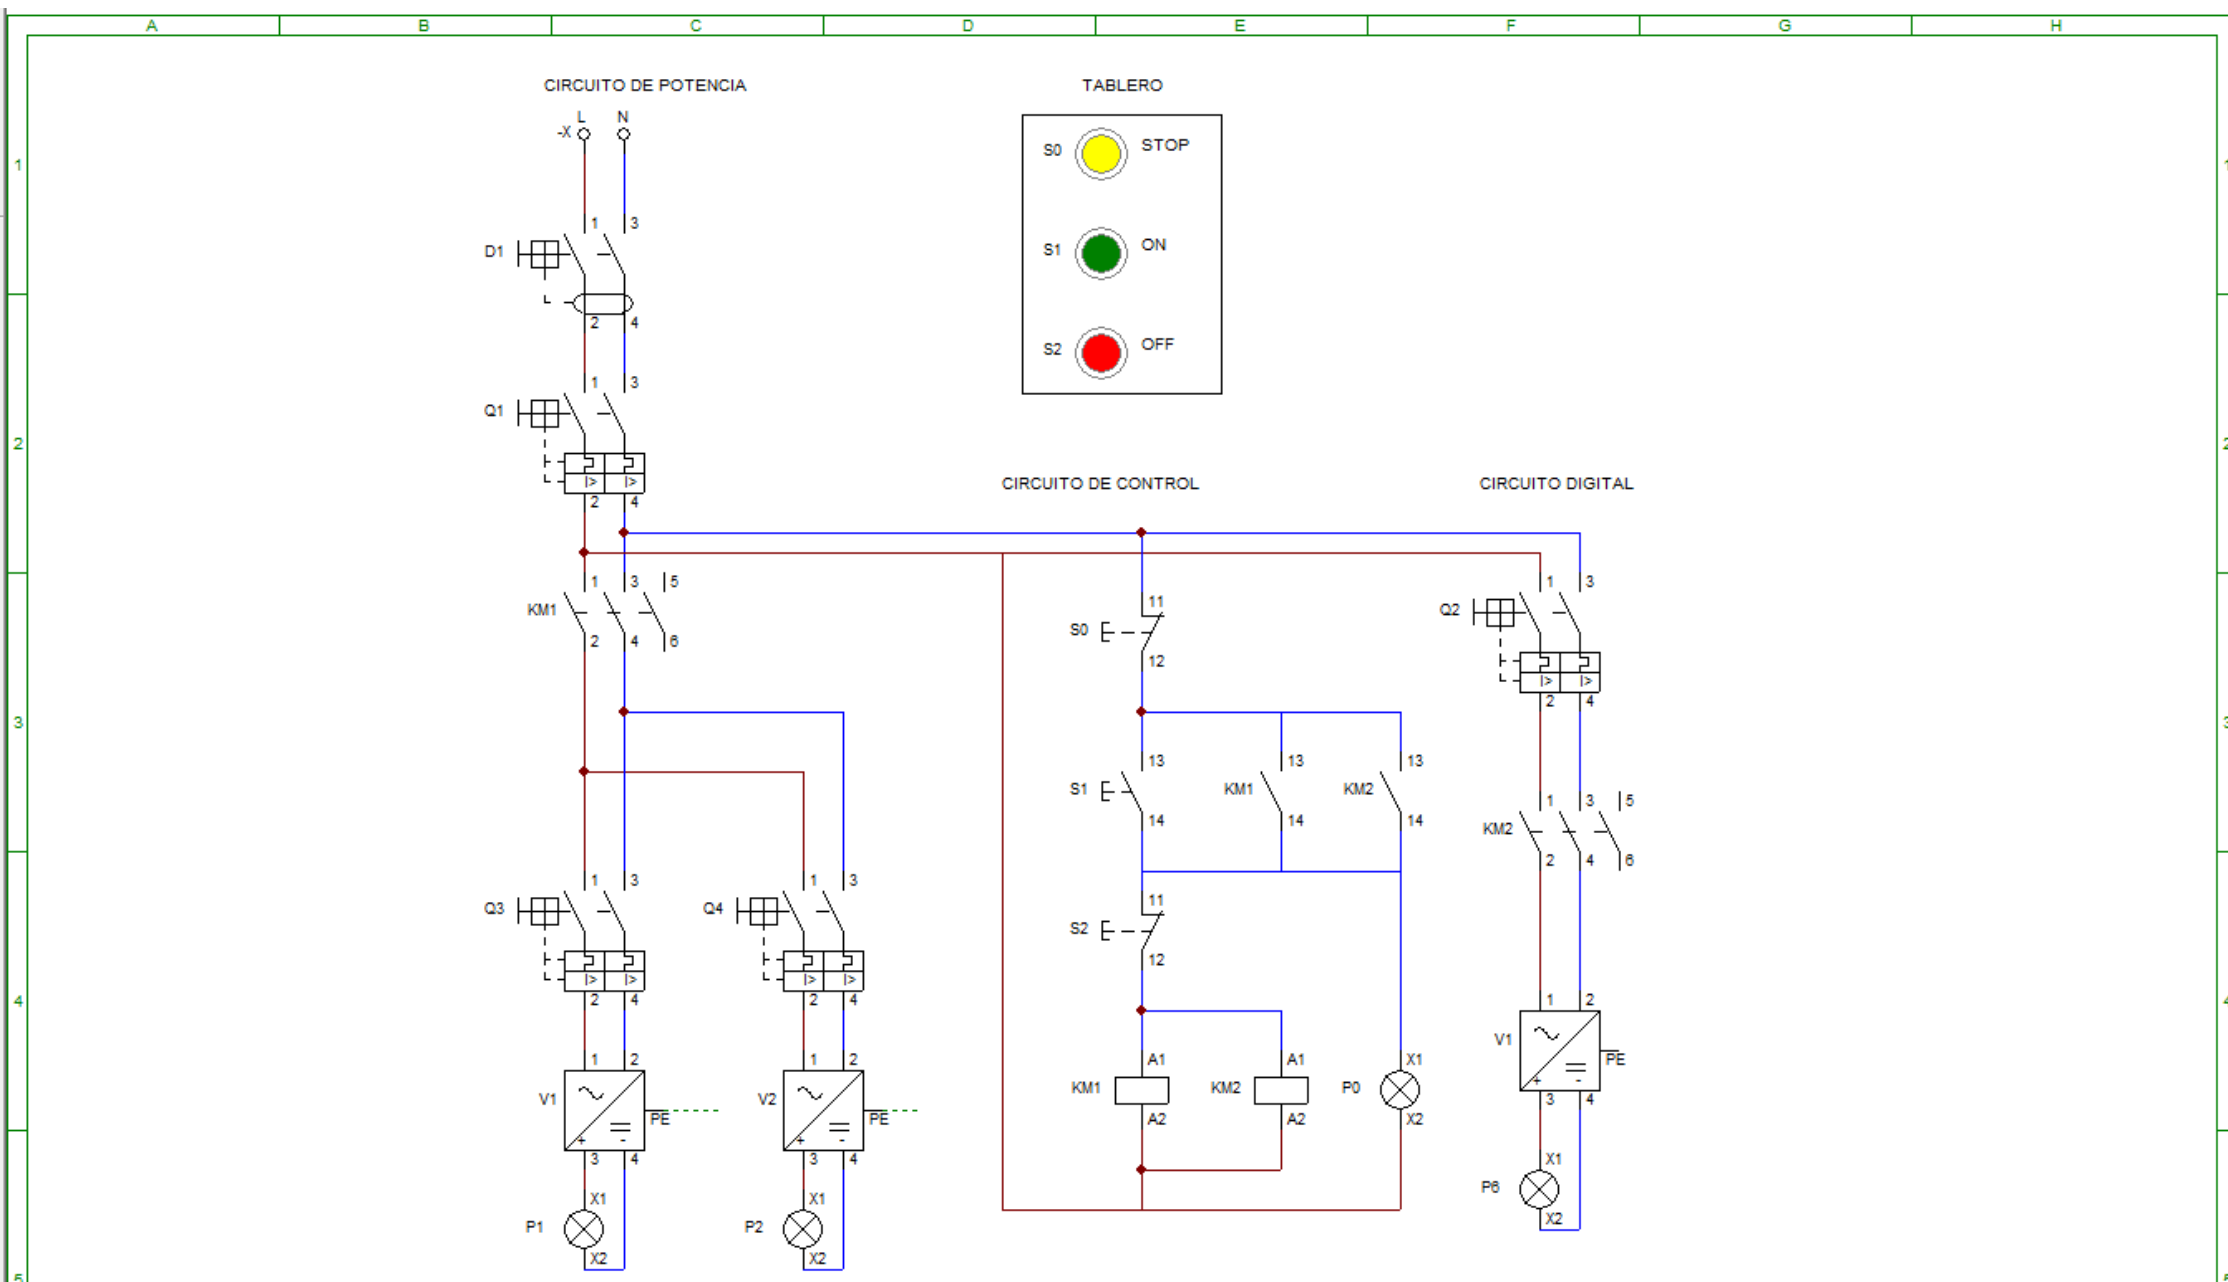 A B C D E F G H
CIRCUITO DE POTENCIA
TABLERO
L N
-X
S0 STOP
1 1
S1 ON
S2 OFF
1 3
D1
2 4
1 3
Q1
2 2
I> I>
2 4
CIRCUITO DE CONTROL
CIRCUITO DIGITAL
1 3 5
KM1
2 4 6
11
S0
12
1 3
Q2
I> I>
2 4
3 3
13 13 13
S1 KM1 KM2
14 14 14
1 3 5
KM2
2 4 6
1 3
Q3
I> I>
2 4
1 3
Q4
I> I>
2 4
11
S2
12
4 4
1 2
V1
PE
+ -
3 4
1 2
V2
PE
+ -
3 4
A1 A1 X1
KM1 KM2 P0
A2 A2 X2
1 2
V1
PE
+ -
3 4
X1
P1
X2
X1
P2
X2
X1
P6
X2
5